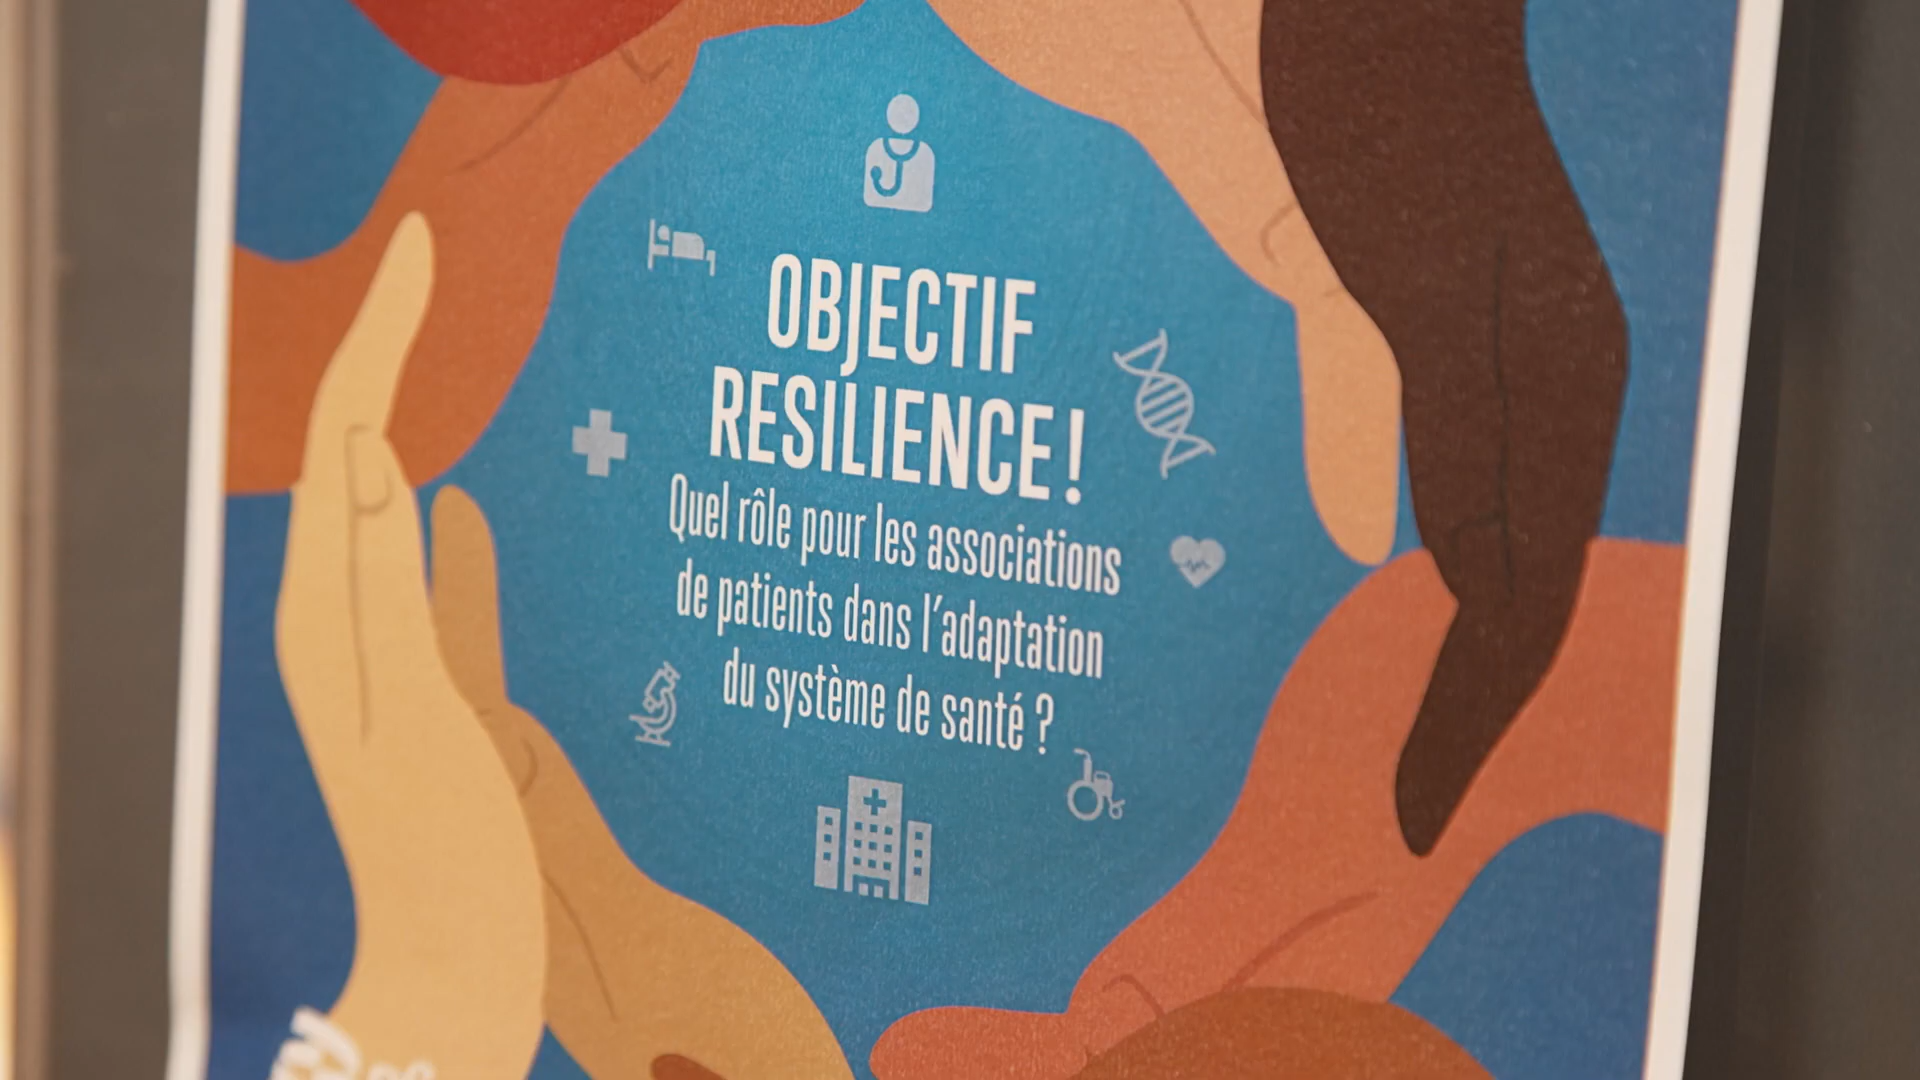 OBJECTIF
RESILIENCE !
Quel rôle pour les associations
de patients dans l'adaptation
du système de santé ?